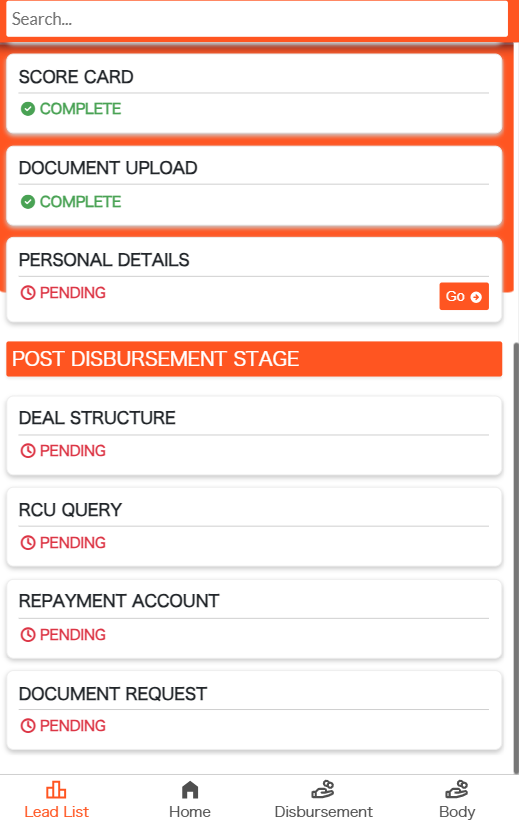 Search...
SCORE CARD
COMPLETE
DOCUMENT UPLOAD
COMPLETE
PERSONAL DETAILS
PENDING
Go
POST DISBURSEMENT STAGE
DEAL STRUCTURE
PENDING
RCU QUERY
PENDING
REPAYMENT ACCOUNT
PENDING
DOCUMENT REQUEST
PENDING
Lead List Home Disbursement Body